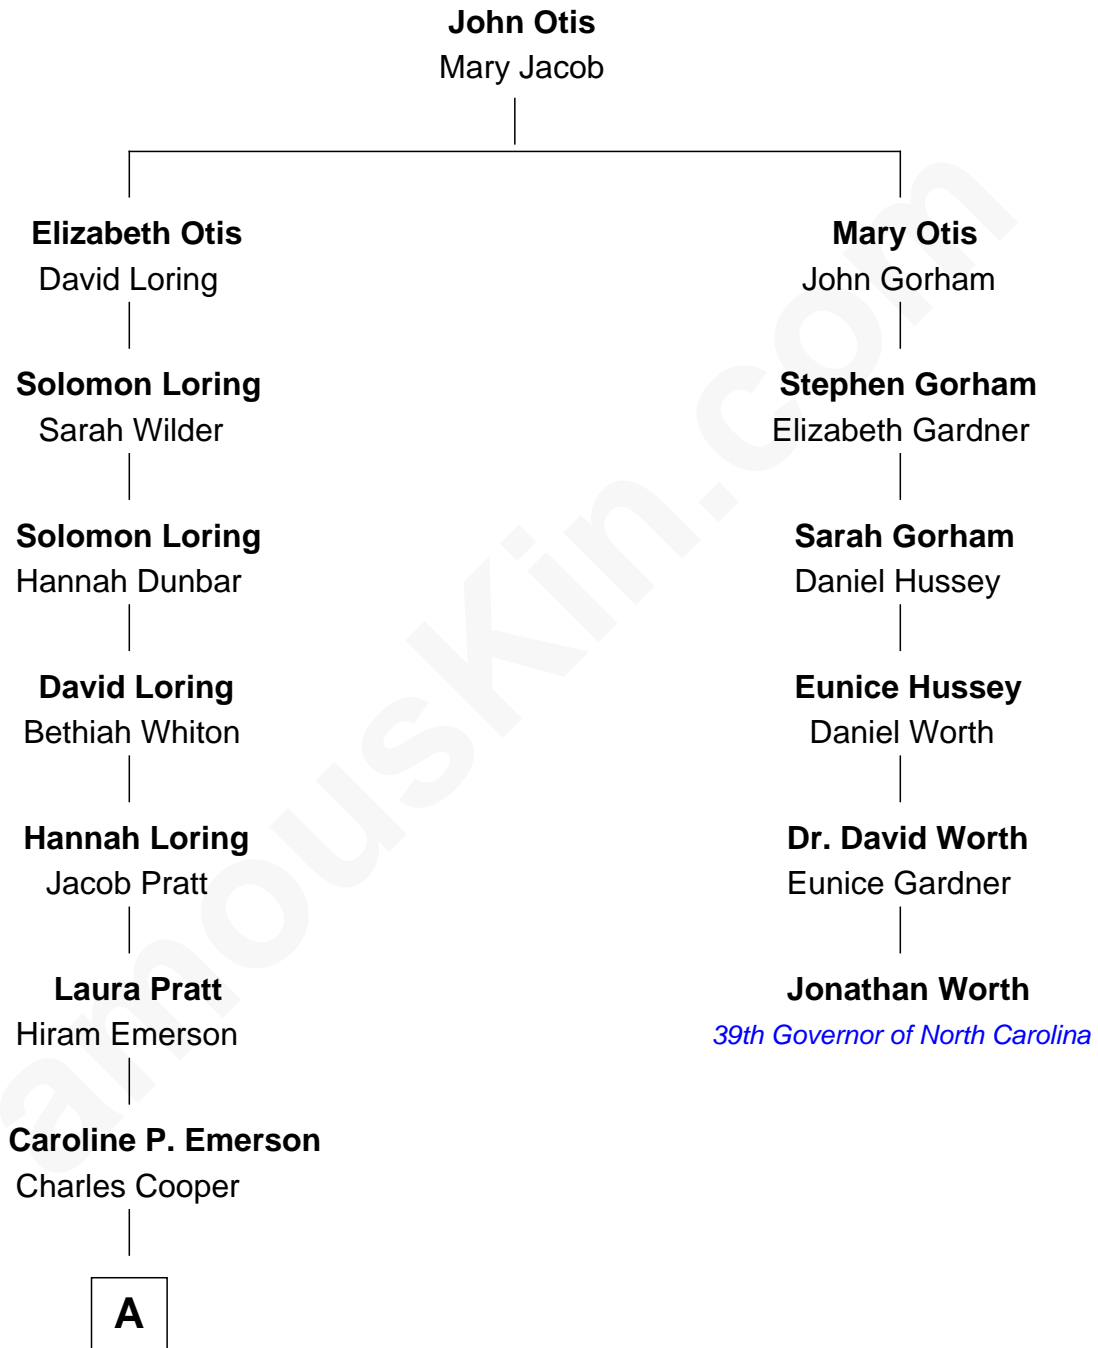 John Otis
Mary Jacob
Elizabeth Otis
David Loring
Mary Otis
John Gorham
Solomon Loring
Sarah Wilder
Stephen Gorham
Elizabeth Gardner
Solomon Loring
Hannah Dunbar
Sarah Gorham
Daniel Hussey
David Loring
Bethiah Whiton
Eunice Hussey
Daniel Worth
Hannah Loring
Jacob Pratt
Dr. David Worth
Eunice Gardner
Laura Pratt
Hiram Emerson
Jonathan Worth
39th Governor of North Carolina
Caroline P. Emerson
Charles Cooper
A
amouskin.com